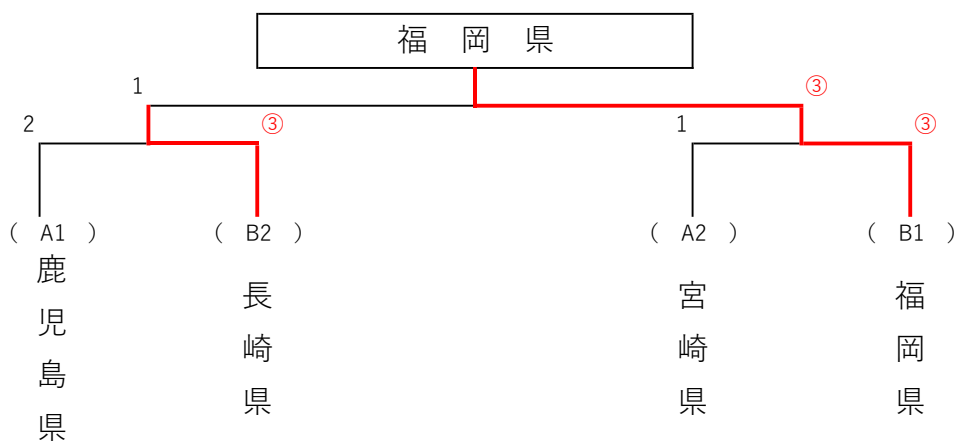 福岡県
1 ③
2 ③ 1 ③
( A1 ) ( B2 ) ( A2 ) ( B1 )
鹿児島県
長崎県
宮崎県
福岡県